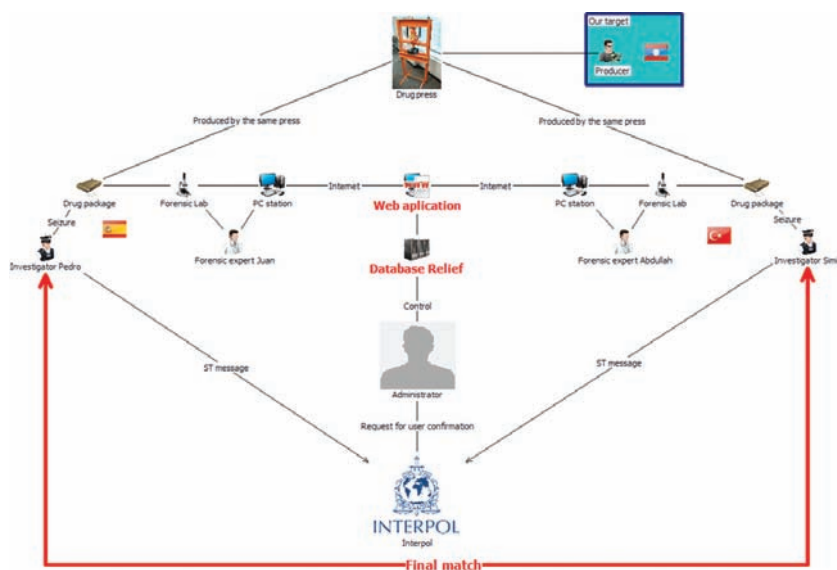 Our target
Producer
Drug press
Produced by the same press
Produced by the same press
Drug package
Forensic Lab
PC station
Internet
Web aplication
Internet
PC station
Forensic Lab
Drug package
Seizure
Seizure
Investigator Pedro
Forensic expert Juan
Database Relief
Forensic expert Abdullah
Investigator Sim
Control
ST message
ST message
Administrator
Request for user confirmation
INTERPOL
Interpol
Final match